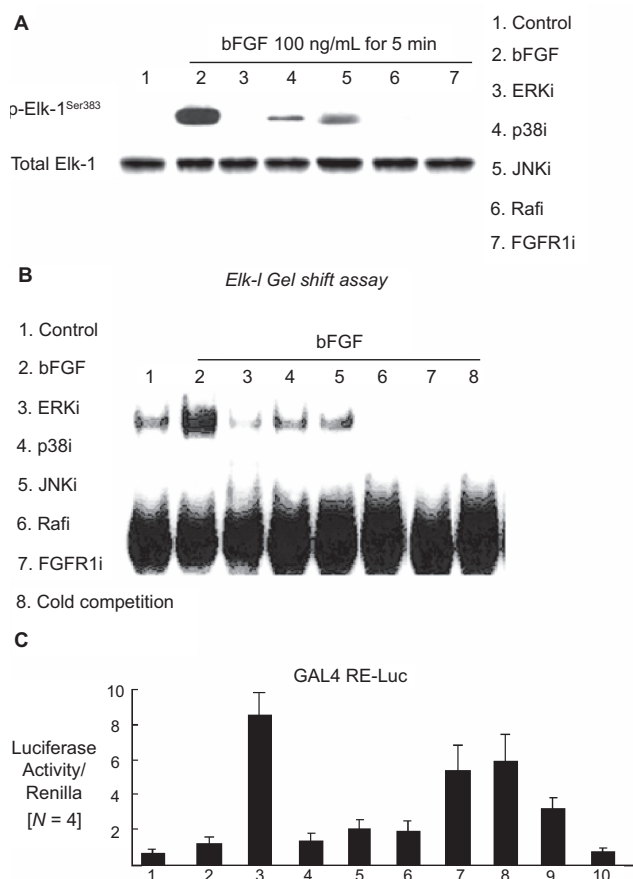 A
bFGF 100 ng/mL for 5 min
1 2 3 4 5 6 7
p-Elk-1Ser383
Total Elk-1
1. Control
2. bFGF
3. ERKi
4. p38i
5. JNKi
6. Rafi
7. FGFR1i
B
Elk-l Gel shift assay
1. Control
2. bFGF
3. ERKi
4. p38i
5. JNKi
6. Rafi
7. FGFR1i
8. Cold competition
bFGF
1 2 3 4 5 6 7 8
C
GAL4 RE-Luc
Luciferase
Activity/
Renilla
[N = 4]
10
8
6
4
2
1 2 3 4 5 6 7 8 9 10